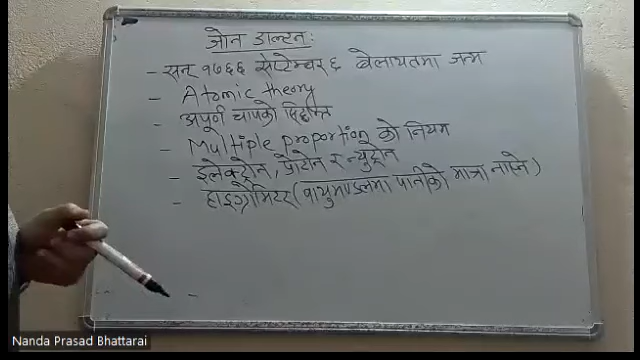 जोन डाल्टनः
- सन् १७६६ सेप्टेम्बर ६ बेलायतमा जन्म
- Atomic theory
- अपूर्ण चापको सिद्धान्त
- Multiple proportion को नियम
- इलेक्ट्रोन, प्रोटोन र न्युट्रोन
- हाइग्रोमिटर (वायुमण्डलमा पानीको मात्रा नाप्ने)
-
Nanda Prasad Bhattarai